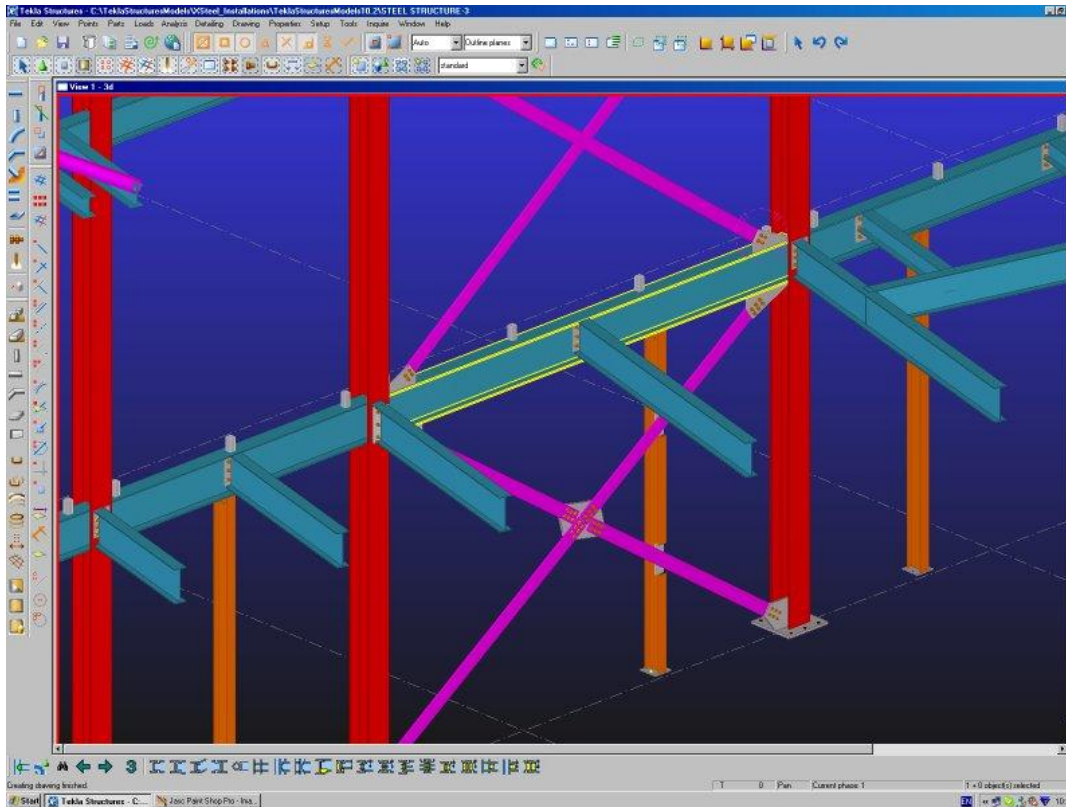 Tekla Structures - C:\TeklaStructuresModels\XSteel_Installations\TeklaStructuresModels10.2\STEEL STRUCTURE-3
File Edit View Points Parts Loads Analysis Detailing Drawing Properties Setup Tools Inquire Window Help
Auto Outline planes
standard
View 1 - 3d
3
Creating drawing finished.
T 0 Pan Current phase 1 1 + 0 object(s) selected
Start Tekla Structures - C:... Jasc Paint Shop Pro - Ima... EN